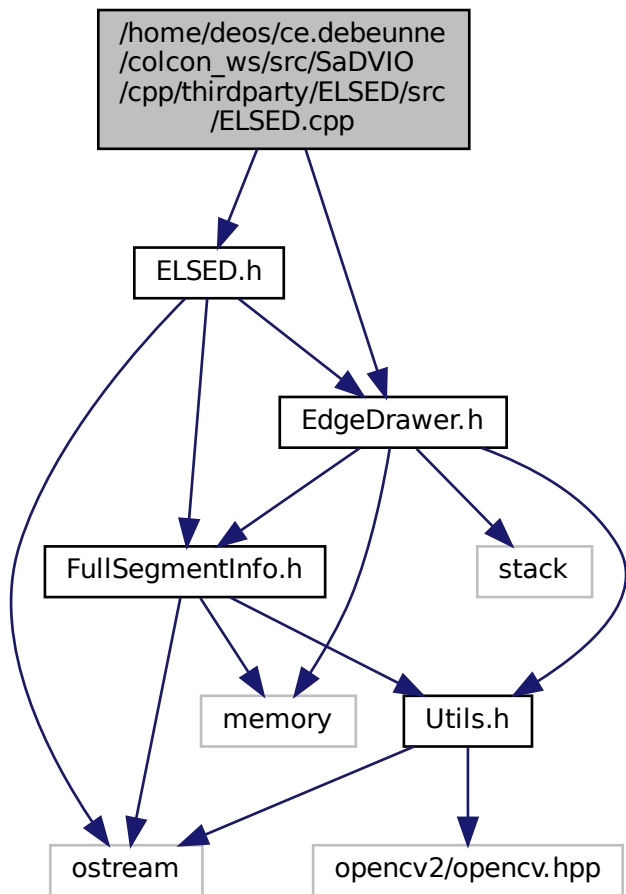 /home/deos/ce.debeunne
/colcon_ws/src/SaDVIO
/cpp/thirdparty/ELSED/src
/ELSED.cpp
ELSED.h
EdgeDrawer.h
FullSegmentInfo.h
stack
memory
Utils.h
ostream
opencv2/opencv.hpp